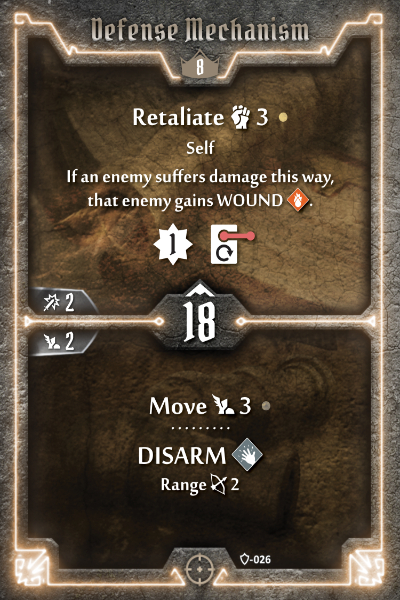 Defense Mechanism
8
Retaliate 3
Self
If an enemy suffers damage this way,
that enemy gains WOUND .
1
2
18
2
Move 3
DISARM
Range 2
-026